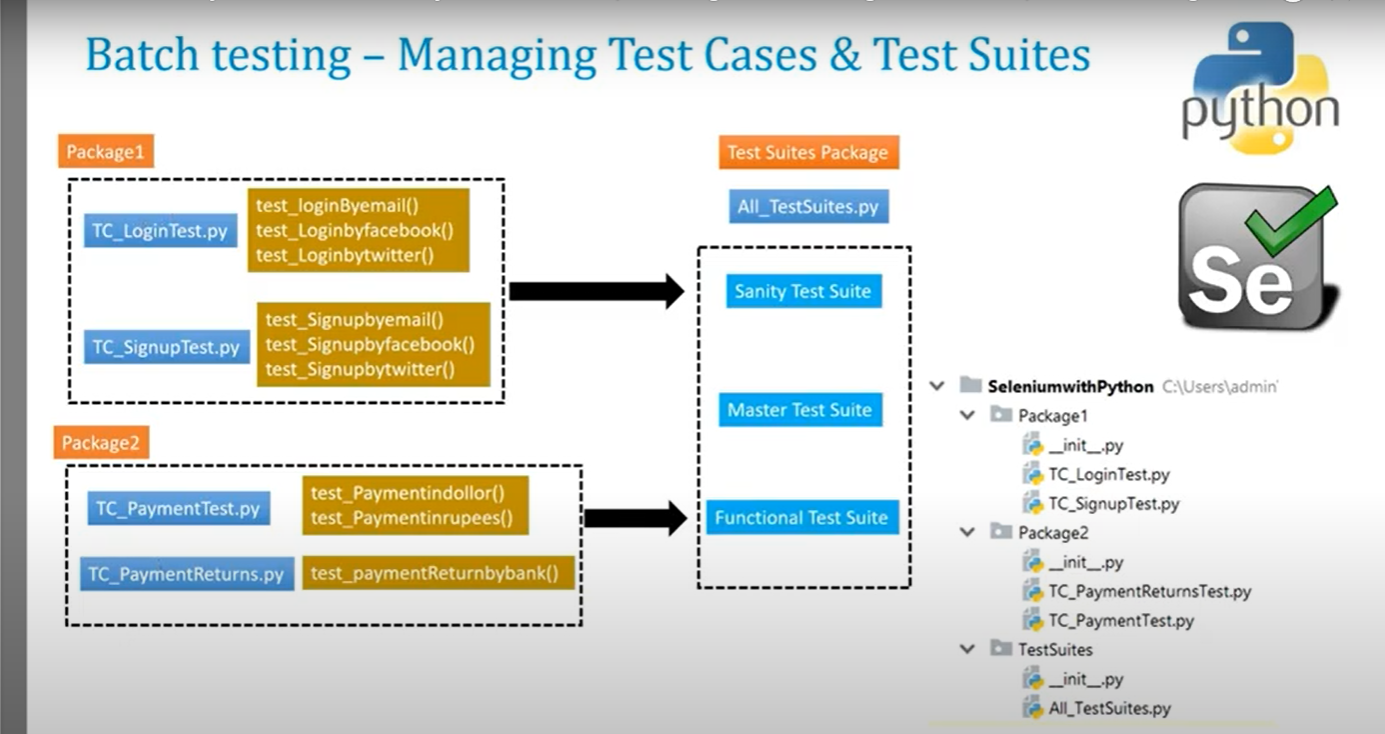 Batch testing – Managing Test Cases & Test Suites
python
Package1
TC_LoginTest.py
test_loginByemail()
test_Loginbyfacebook()
test_Loginbytwitter()
TC_SignupTest.py
test_Signupbyemail()
test_Signupbyfacebook()
test_Signupbytwitter()
Package2
TC_PaymentTest.py
test_Paymentindollor()
test_Paymentinrupees()
TC_PaymentReturns.py
test_paymentReturnbybank()
Test Suites Package
All_TestSuites.py
Sanity Test Suite
Master Test Suite
Functional Test Suite
Se
SeleniumwithPython C:\Users\admin
Package1
__init__.py
TC_LoginTest.py
TC_SignupTest.py
Package2
__init__.py
TC_PaymentReturnsTest.py
TC_PaymentTest.py
TestSuites
__init__.py
All_TestSuites.py